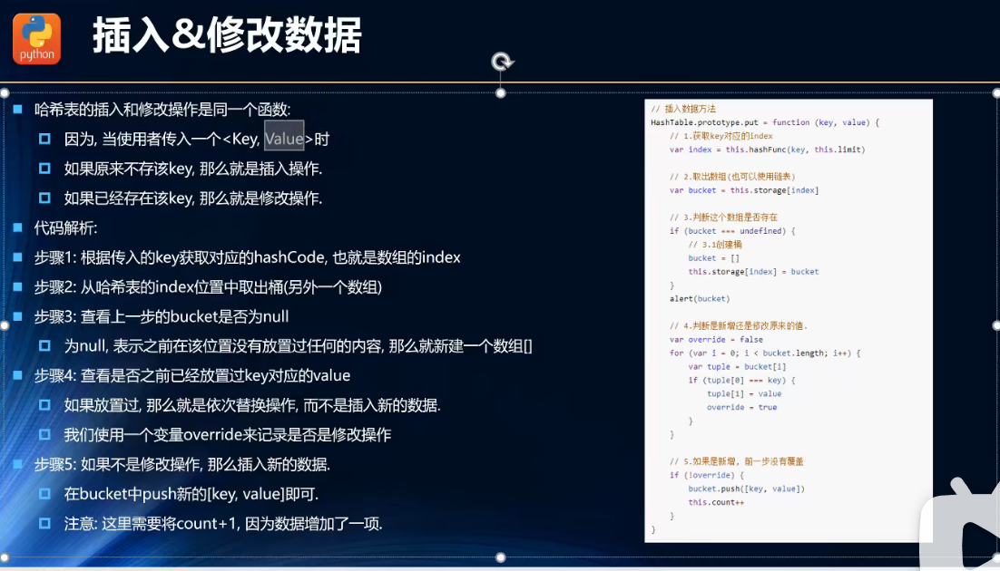 python
插入&修改数据
哈希表的插入和修改操作是同一个函数:
因为, 当使用者传入一个<Key, Value>时
如果原来不存该key, 那么就是插入操作.
如果已经存在该key, 那么就是修改操作.
代码解析:
步骤1: 根据传入的key获取对应的hashCode, 也就是数组的index
步骤2: 从哈希表的index位置中取出桶(另外一个数组)
步骤3: 查看上一步的bucket是否为null
为null, 表示之前在该位置没有放置过任何的内容, 那么就新建一个数组[]
步骤4: 查看是否之前已经放置过key对应的value
如果放置过, 那么就是依次替换操作, 而不是插入新的数据.
我们使用一个变量override来记录是否是修改操作
步骤5: 如果不是修改操作, 那么插入新的数据.
在bucket中push新的[key, value]即可.
注意: 这里需要将count+1, 因为数据增加了一项.
// 插入数据方法
HashTable.prototype.put = function (key, value) {
// 1.获取key对应的index
var index = this.hashFunc(key, this.limit)
// 2.取出数组(也可以使用链表)
var bucket = this.storage[index]
// 3.判断这个数组是否存在
if (bucket === undefined) {
// 3.1创建桶
bucket = []
this.storage[index] = bucket
}
alert(bucket)
// 4.判断是新增还是修改原来的值.
var override = false
for (var i = 0; i < bucket.length; i++) {
var tuple = bucket[i]
if (tuple[0] === key) {
tuple[1] = value
override = true
}
}
// 5.如果是新增, 前一步没有覆盖
if (!override) {
bucket.push([key, value])
this.count++
}
}